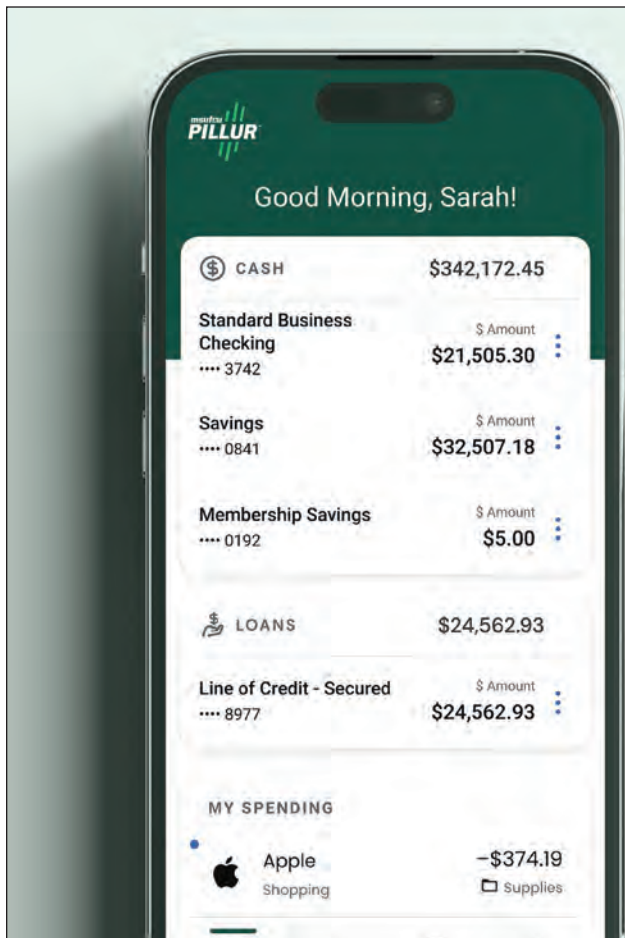 msufcu
PILLUR
Good Morning, Sarah!
CASH $342,172.45
Standard Business
Checking
$ Amount
$21,505.30
•••• 3742
Savings
$ Amount
•••• 0841
$32,507.18
Membership Savings
$ Amount
•••• 0192
$5.00
LOANS $24,562.93
Line of Credit - Secured
$ Amount
•••• 8977
$24,562.93
MY SPENDING
Apple -$374.19
Shopping Supplies